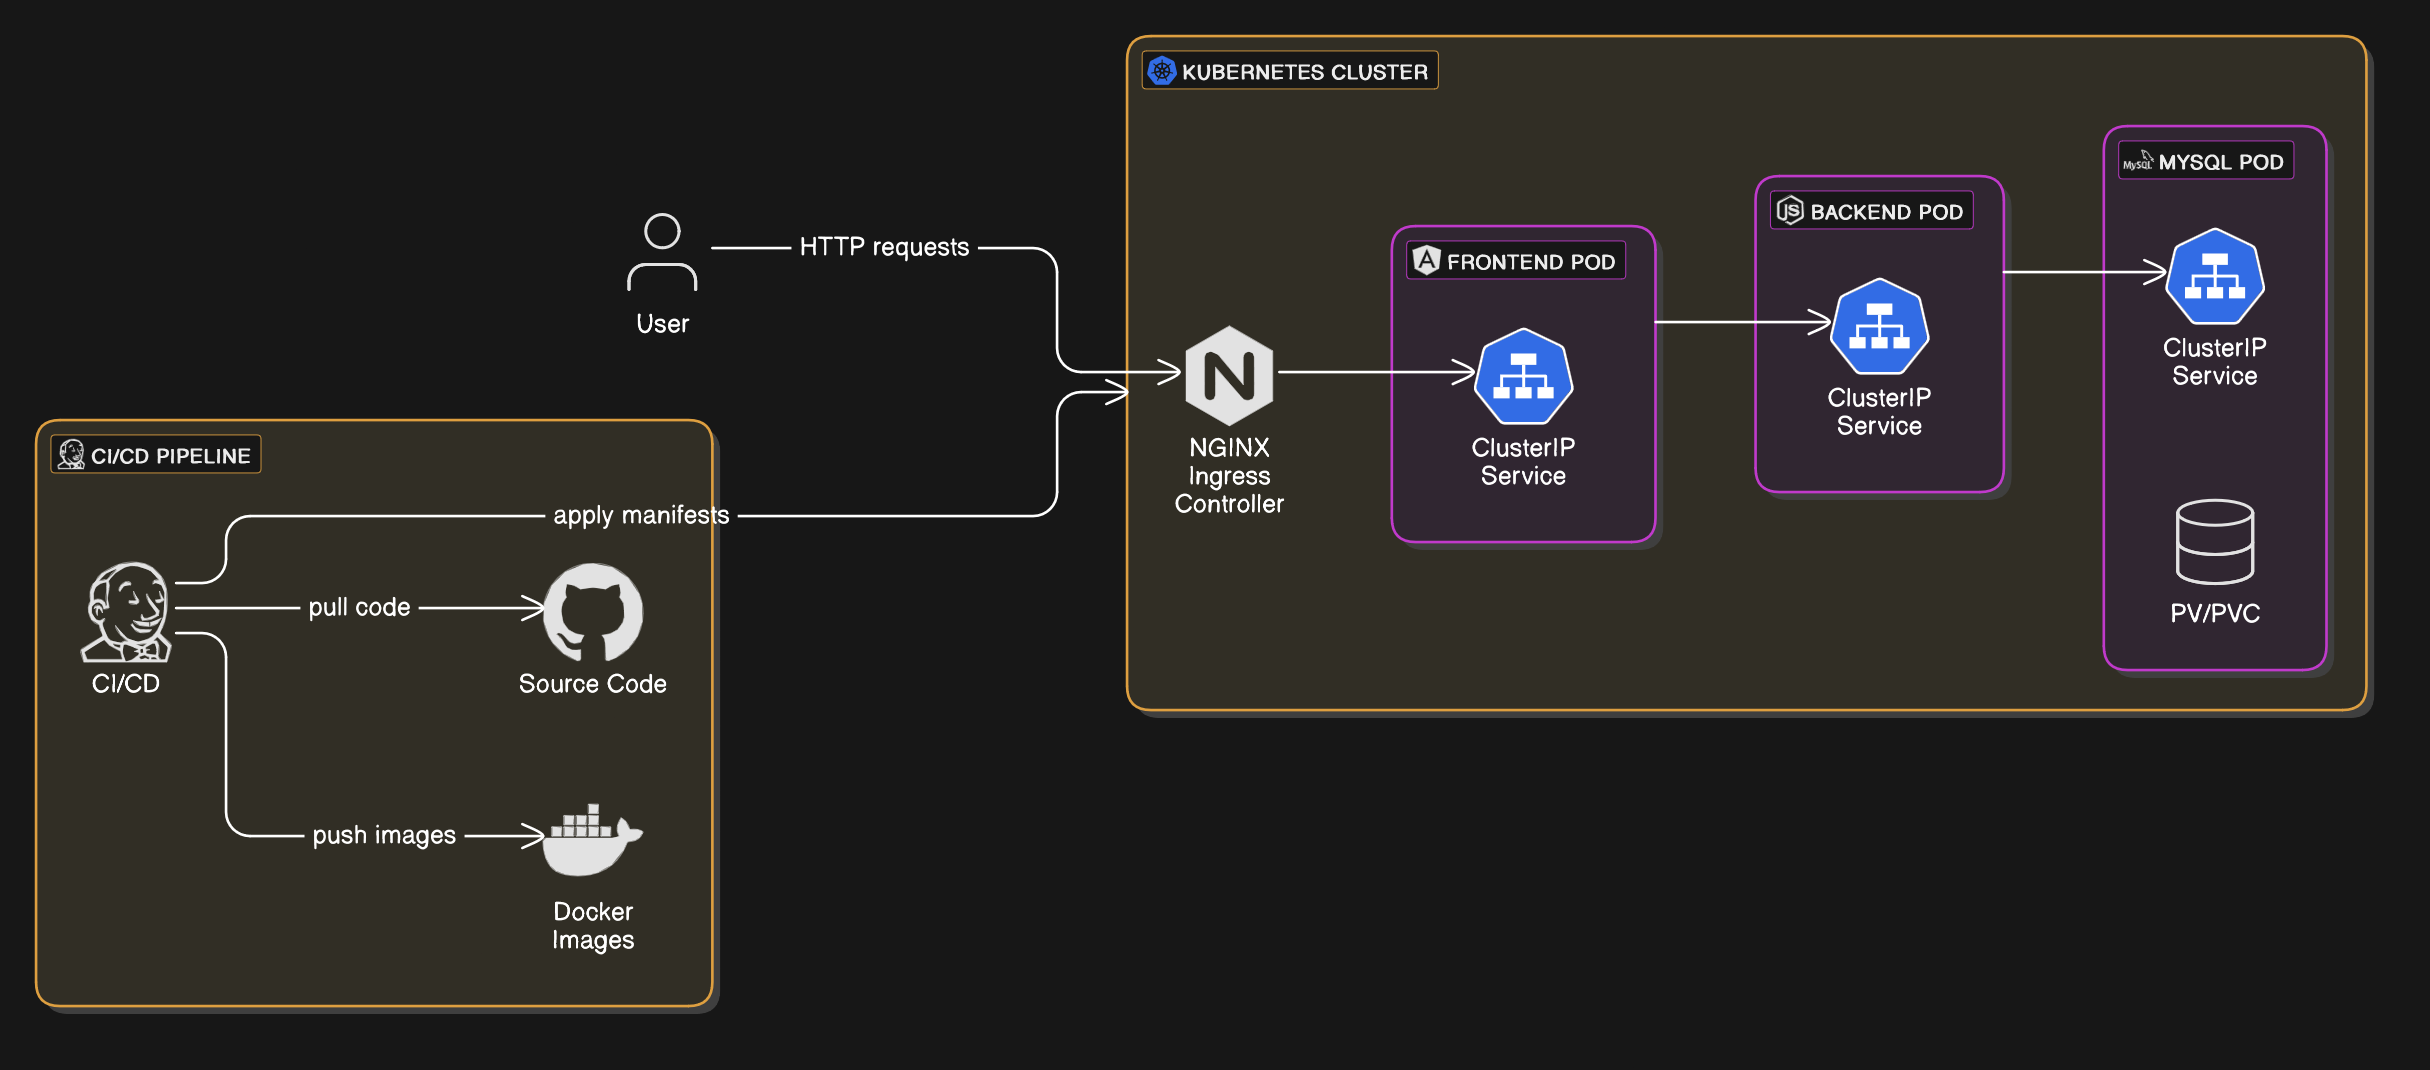 KUBERNETES CLUSTER
MySQL
MYSQL POD
JS
BACKEND POD
A
FRONTEND POD
HTTP requests
User
ClusterIP
Service
ClusterIP
Service
N
NGINX
Ingress
Controller
ClusterIP
Service
PV/PVC
CI/CD PIPELINE
apply manifests
pull code
CI/CD
Source Code
push images
Docker
Images